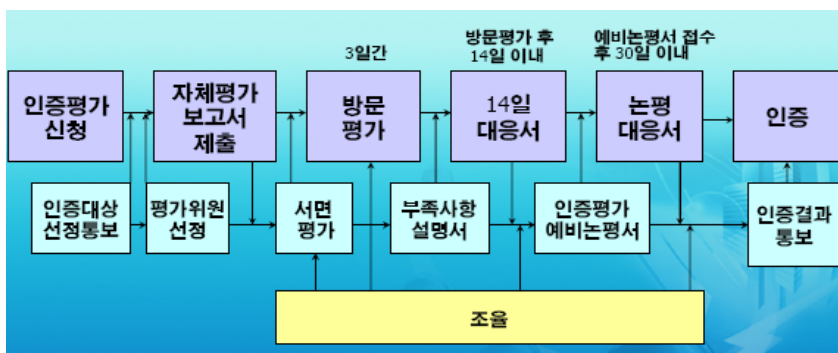 3일간
방문평가 후
14일 이내
예비논평서 접수
후 30일 이내
인증평가
신청
자체평가
보고서
제출
방문
평가
14일
대응서
논평
대응서
인증
인증대상
선정통보
평가위원
선정
서면
평가
부족사항
설명서
인증평가
예비논평서
인증결과
통보
조율